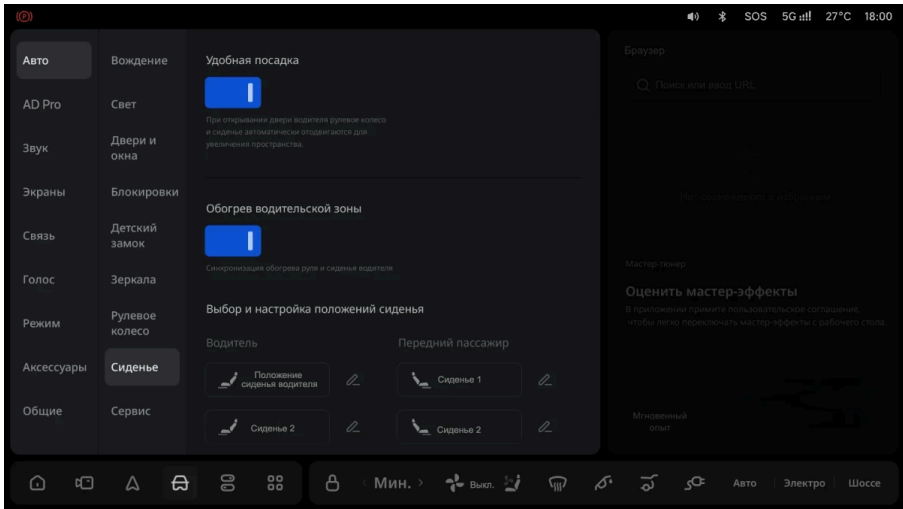 SOS 5G 27°C 18:00
Авто
AD Pro
Звук
Экраны
Связь
Голос
Режим
Аксессуары
Общие
Вождение
Свет
Двери и
окна
Блокировки
Детский
замок
Зеркала
Рулевое
колесо
Сиденье
Сервис
Удобная посадка
При открывании двери водителя рулевое колесо
и сиденье автоматически отодвигаются для
увеличения пространства.
Обогрев водительской зоны
Синхронизация обогрева руля и сиденья водителя
Выбор и настройка положений сиденья
Водитель
Передний пассажир
Положение
сиденья водителя
Сиденье 1
Сиденье 2
Сиденье 2
Браузер
Поиск или ввод URL
Мастер-тюнер
Оценить мастер-эффекты
В приложении примите пользовательское соглашение,
чтобы легко переключать мастер-эффекты с рабочего стола.
Мгновенный
опыт
Мин. Выкл. Авто Электро Шоссе